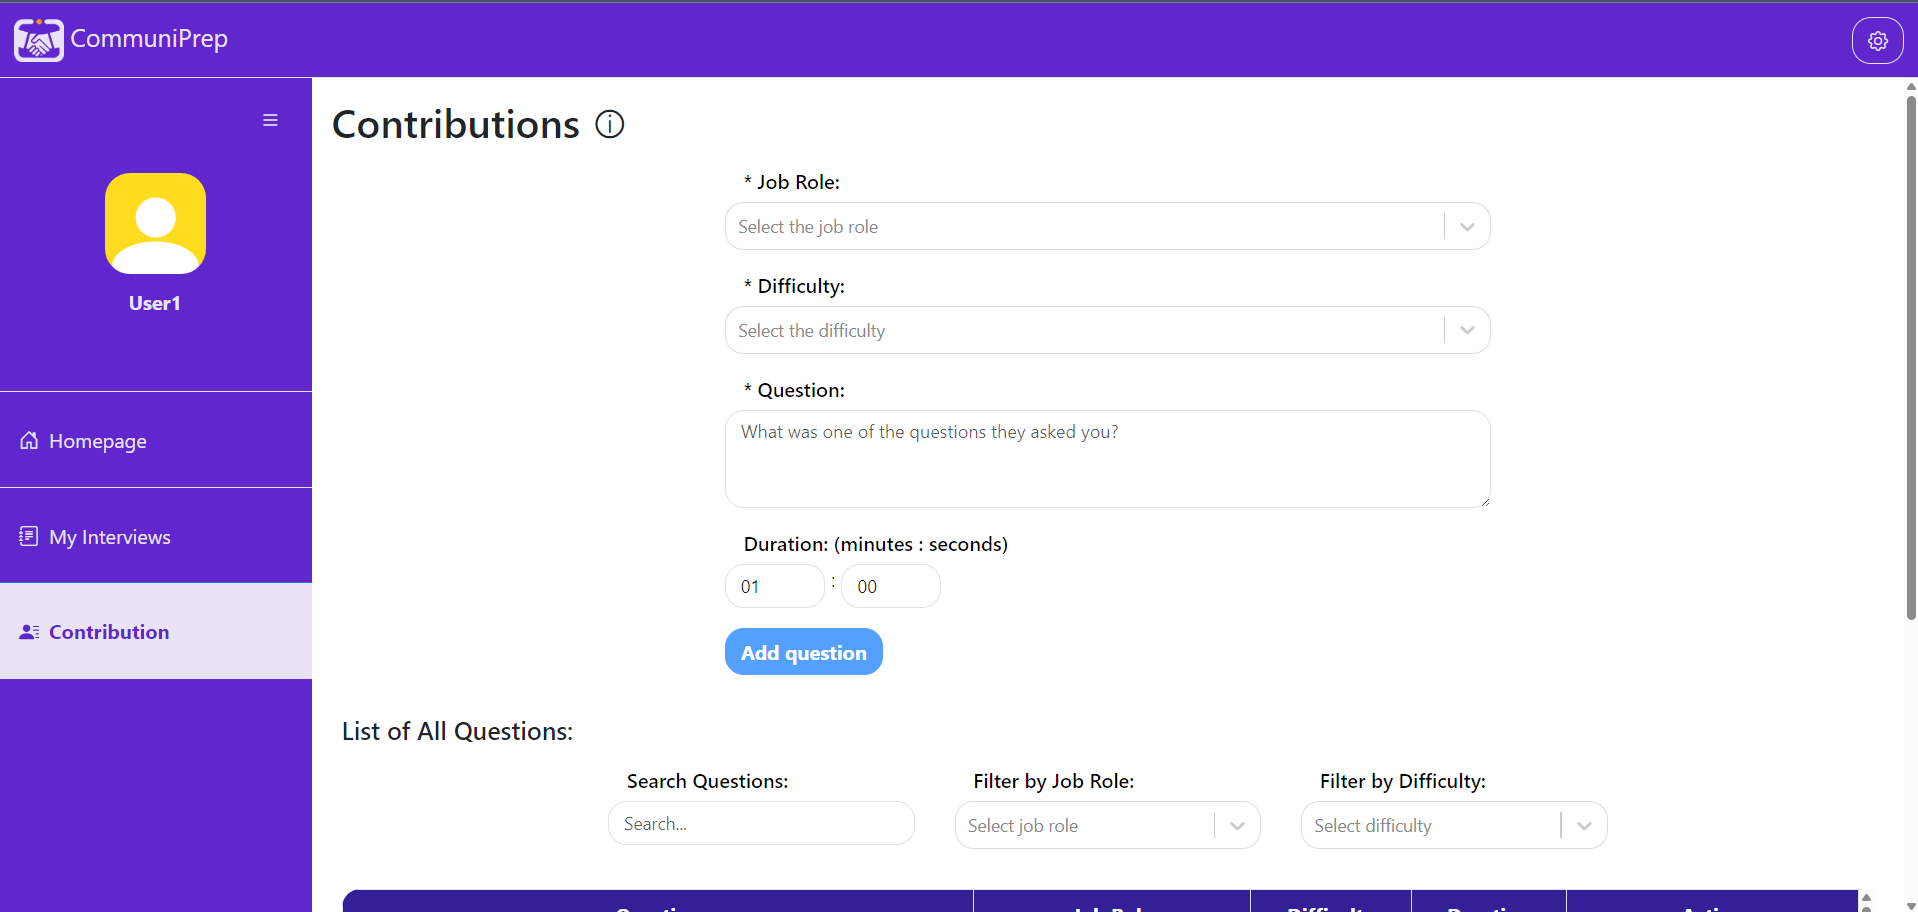 CommuniPrep
User1
Homepage
My Interviews
Contribution
Contributions
* Job Role:
Select the job role
* Difficulty:
Select the difficulty
* Question:
What was one of the questions they asked you?
Duration: (minutes : seconds)
01 : 00
Add question
List of All Questions:
Search Questions: Filter by Job Role: Filter by Difficulty:
Search... Select job role Select difficulty